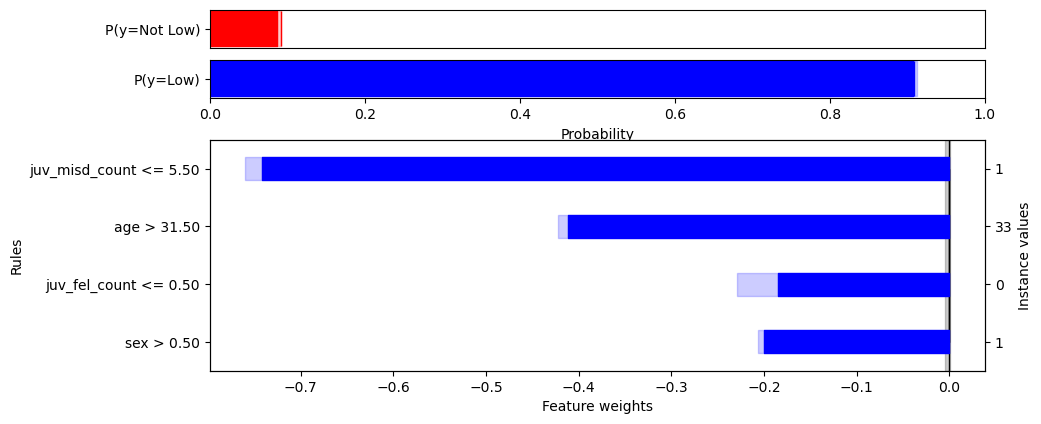 P(y=Not Low)
P(y=Low)
0.0 0.2 0.4 0.6 0.8 1.0
Probability
juv_misd_count <= 5.50 1
age > 31.50 33
juv_fel_count <= 0.50 0
sex > 0.50 1
Rules
Instance values
−0.7 −0.6 −0.5 −0.4 −0.3 −0.2 −0.1 0.0
Feature weights